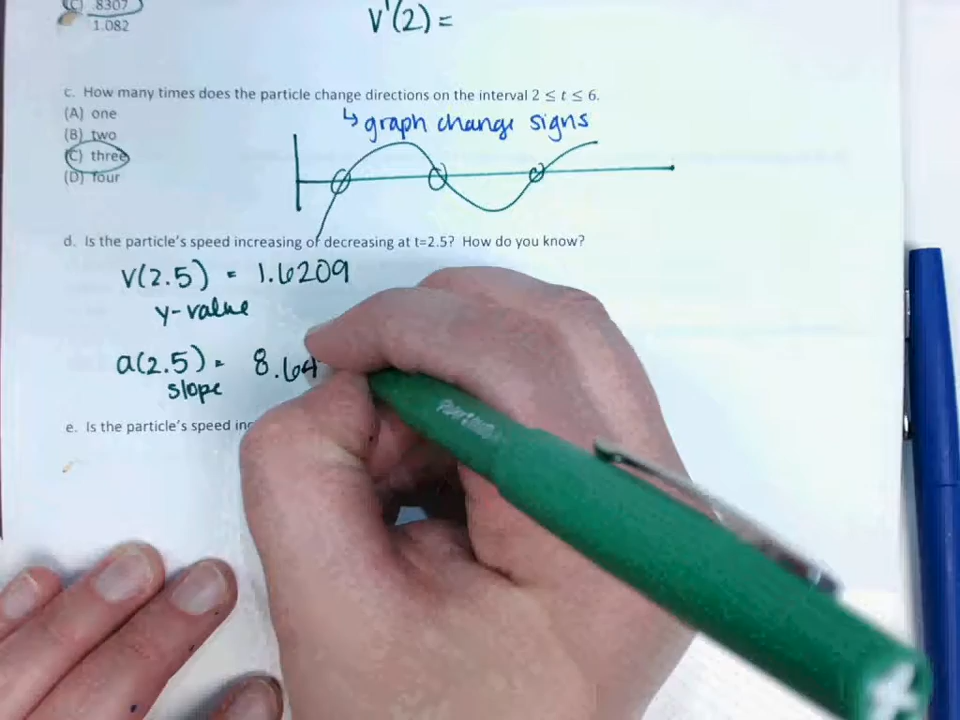 (C) 8307
1.082
v'(2) =
c. How many times does the particle change directions on the interval 2 ≤ t ≤ 6.
(A) one
(B) two
(C) three
(D) four
↳ graph change signs
d. Is the particle's speed increasing or decreasing at t=2.5? How do you know?
v(2.5) = 1.6209
y-value
a(2.5) = 8.64
slope
e. Is the particle's speed inc